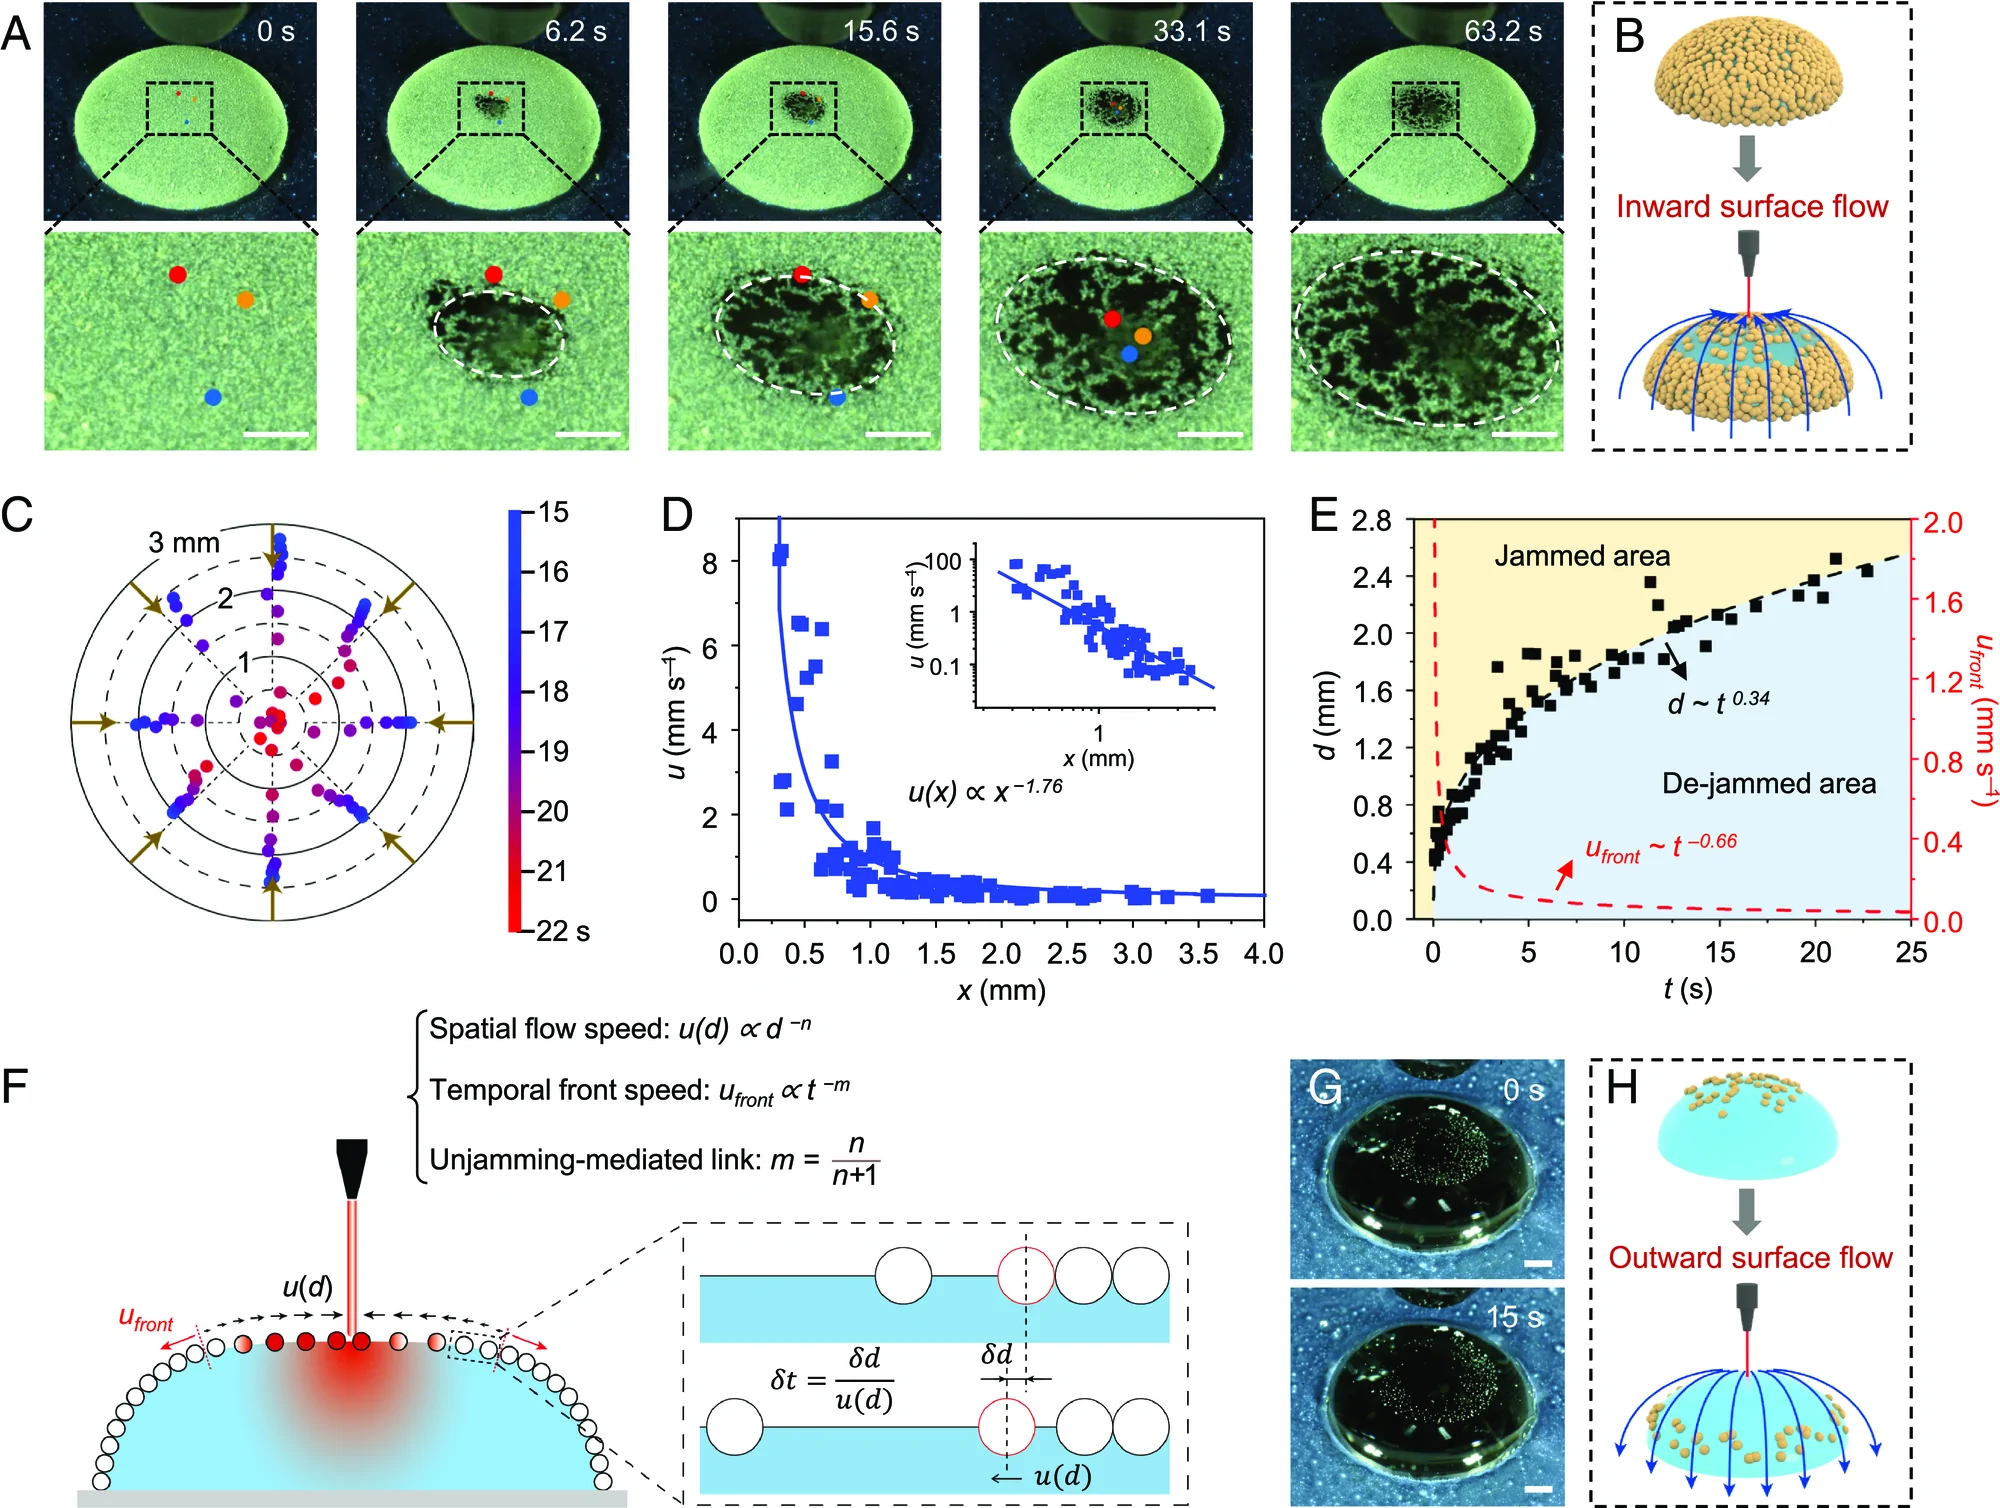 A
0 s
6.2 s
15.6 s
33.1 s
63.2 s
B
Inward surface flow
C
3 mm
2
1
15
16
17
18
19
20
21
22 s
D
u (mm s⁻¹)
8
6
4
2
0
0.0 0.5 1.0 1.5 2.0 2.5 3.0 3.5 4.0
x (mm)
u (mm s⁻¹)
100
1
0.1
1
x (mm)
u(x) ∝ x⁻¹·⁷⁶
E
d (mm)
2.8
2.4
2.0
1.6
1.2
0.8
0.4
0.0
0 5 10 15 20 25
t (s)
2.0
1.6
1.2
0.8
0.4
0.0
u_front (mm s⁻¹)
Jammed area
d ~ t^0.34
De-jammed area
u_front ~ t^−0.66
F
Spatial flow speed: u(d) ∝ d^−n
Temporal front speed: u_front ∝ t^−m
Unjamming-mediated link: m = n/(n+1)
u(d)
u_front
δd
δt = δd/u(d)
u(d)
G
0 s
15 s
H
Outward surface flow